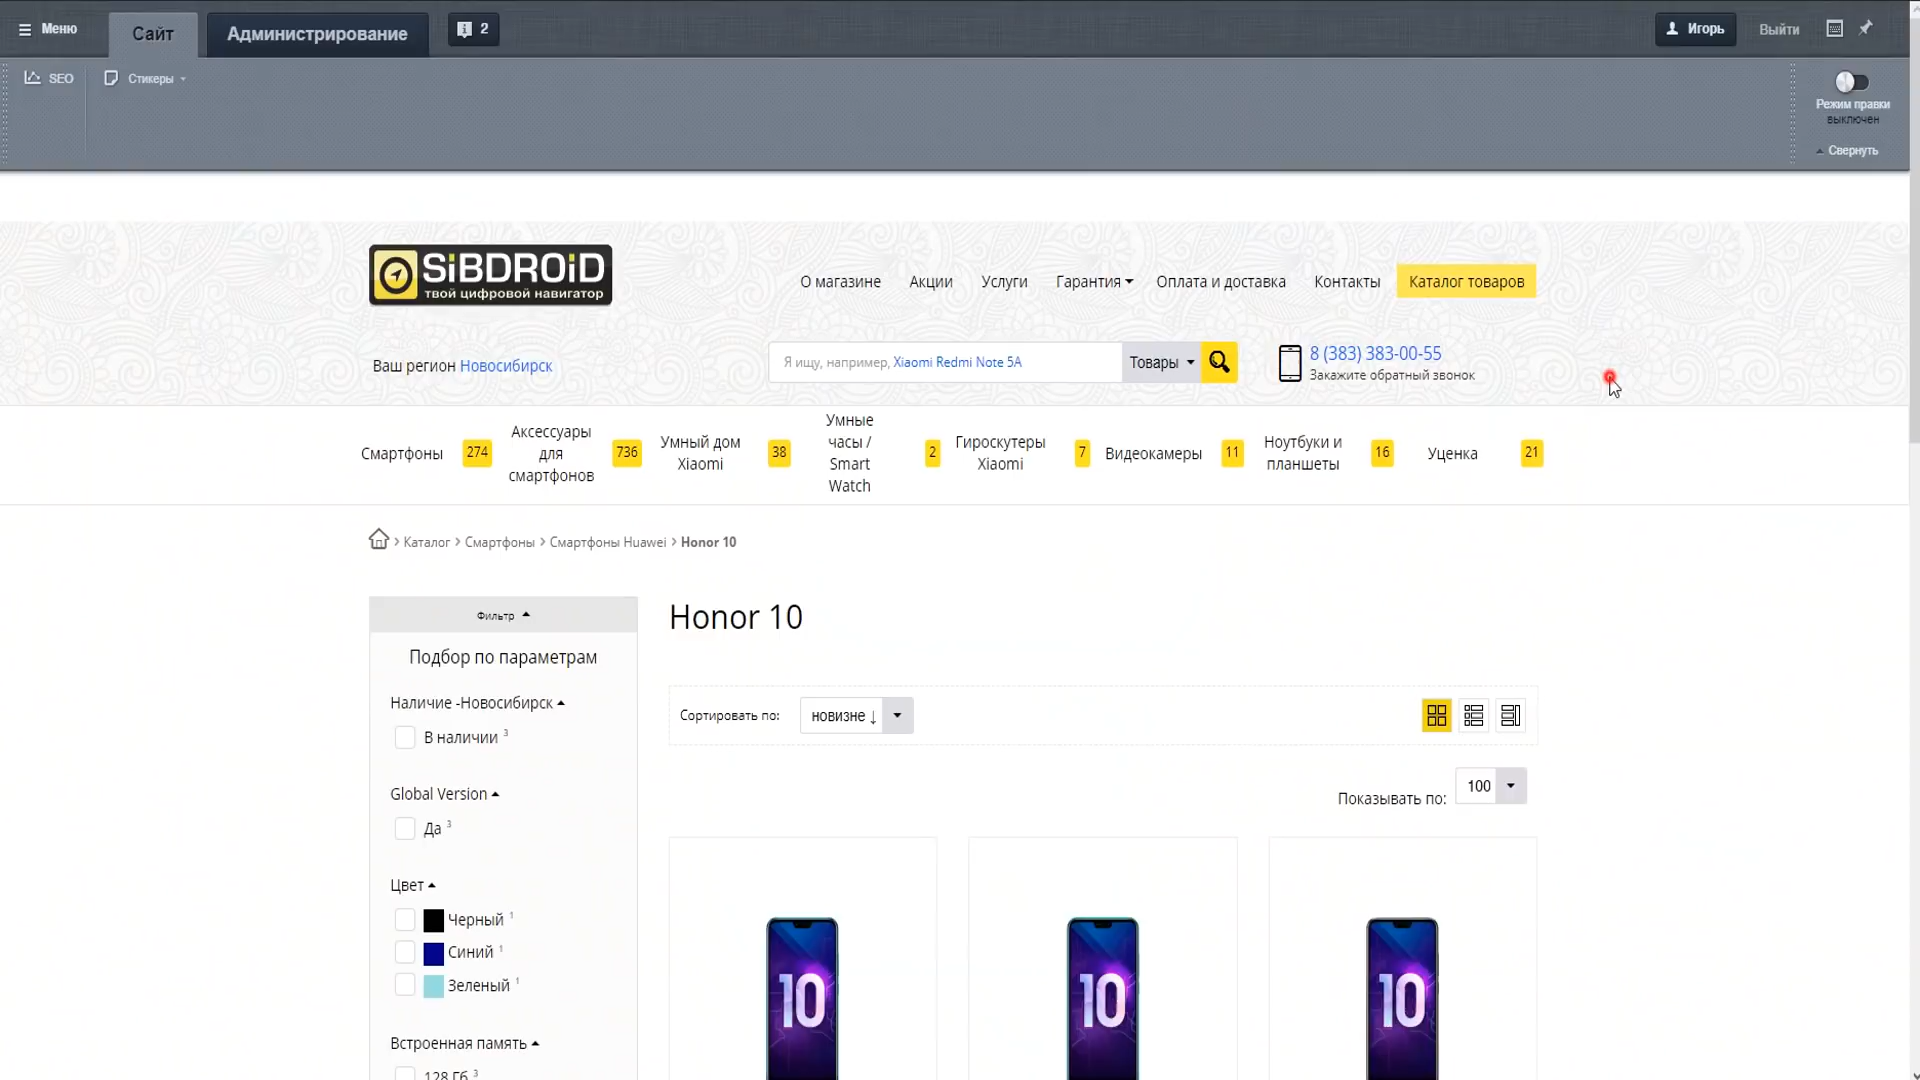 Меню
Сайт
Администрирование
2
Игорь
Выйти
SEO
Стикеры
Режим правки
выключен
Свернуть
SiBDROiD
твой цифровой навигатор
О магазине
Акции
Услуги
Гарантия
Оплата и доставка
Контакты
Каталог товаров
Ваш регион Новосибирск
Я ищу, например, Xiaomi Redmi Note 5A
Товары
8 (383) 383-00-55
Закажите обратный звонок
Смартфоны
274
Аксессуары
для
смартфонов
736
Умный дом
Xiaomi
38
Умные
часы /
Smart
Watch
2
Гироскутеры
Xiaomi
7
Видеокамеры
11
Ноутбуки и
планшеты
16
Уценка
21
Каталог > Смартфоны > Смартфоны Huawei > Honor 10
Фильтр
Подбор по параметрам
Наличие -Новосибирск
В наличии 3
Global Version
Да 3
Цвет
Черный 1
Синий 1
Зеленый 1
Встроенная память
128 Гб 3
Honor 10
Сортировать по:
новизне ↓
Показывать по:
100
10
10
10